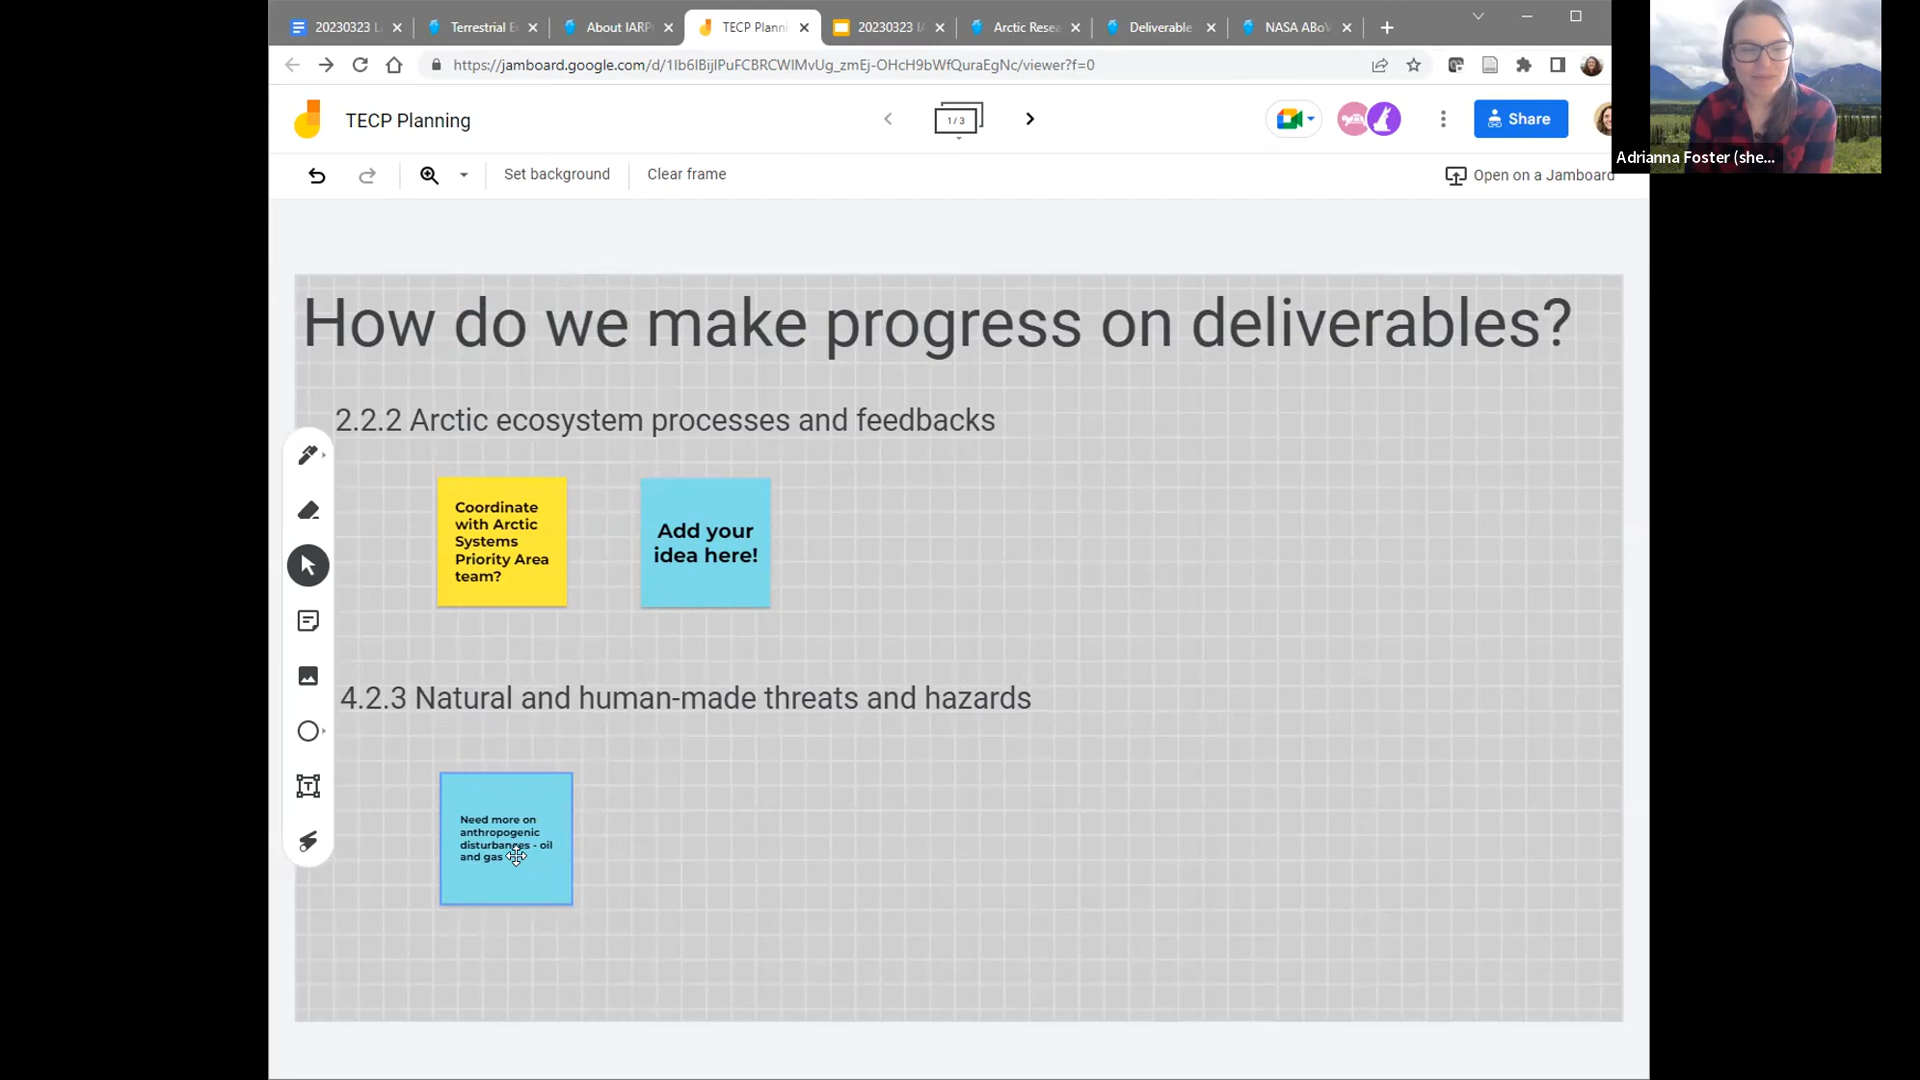 20230323 L
Terrestrial E
About IARPC
TECP Planni
20230323 IA
Arctic Resea
Deliverable
NASA ABoV
https://jamboard.google.com/d/1Ib6IBijlPuFCBRCWIMvUg_zmEj-OHcH9bWfQuraEgNc/viewer?f=0
TECP Planning
1 / 3
Share
Adrianna Foster (she...
Set background
Clear frame
Open on a Jamboard
How do we make progress on deliverables?
2.2.2 Arctic ecosystem processes and feedbacks
Coordinate
with Arctic
Systems
Priority Area
team?
Add your
idea here!
4.2.3 Natural and human-made threats and hazards
Need more on
anthropogenic
disturbances - oil
and gas